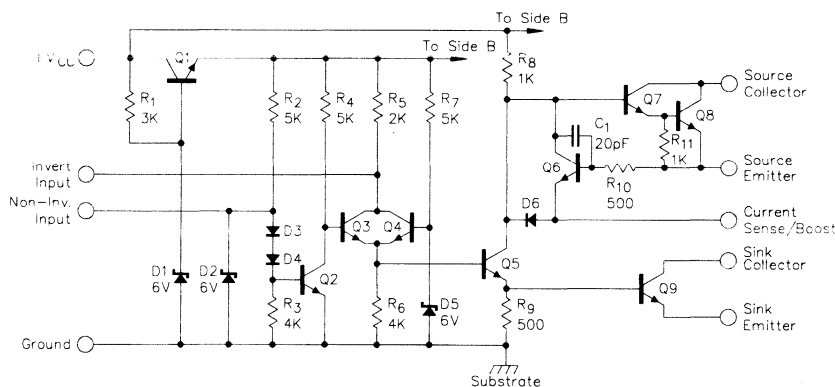 To Side B
To Side B
Q1
R1
3K
R2
5K
R4
5K
R5
2K
R7
5K
R8
1K
Q7
Q8
Source
Collector
C1
20pF
R11
1K
Q6
R10
500
Source
Emitter
Invert
Input
Non-Inv.
Input
D3
D4
Q3
Q4
D6
Current
Sense/Boost
D1
6V
D2
6V
Q2
Q5
Sink
Collector
R3
4K
R6
4K
D5
6V
R9
500
Q9
Sink
Emitter
Ground
Substrate